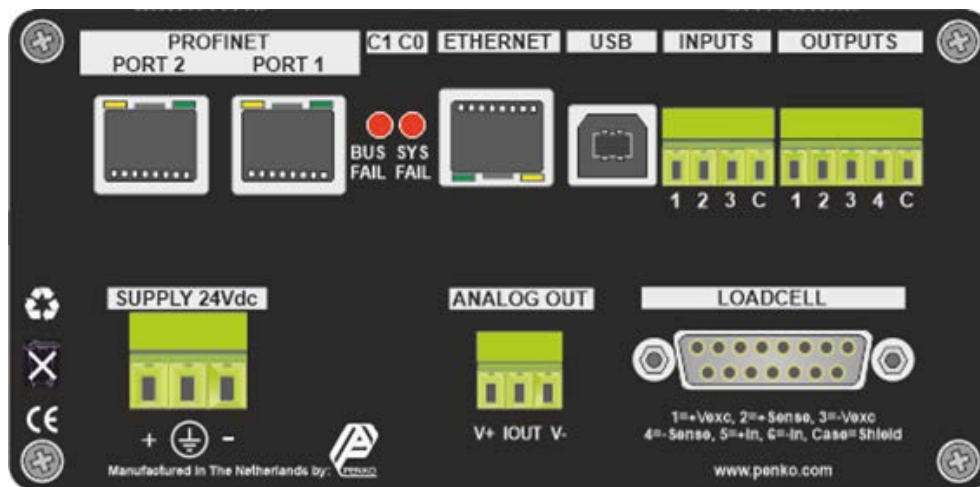 PROFINET C1 C0 ETHERNET USB INPUTS OUTPUTS
PORT 2 PORT 1
BUS FAIL SYS FAIL
1 2 3 C 1 2 3 4 C
SUPPLY 24Vdc ANALOG OUT LOADCELL
+ - V+ IOUT V-
1=+Vexc, 2=+Sense, 3=-Vexc
4=-Sense, 5=+In, 6=-In, Case=Shield
CE
Manufactured in The Netherlands by: PENKO
www.penko.com